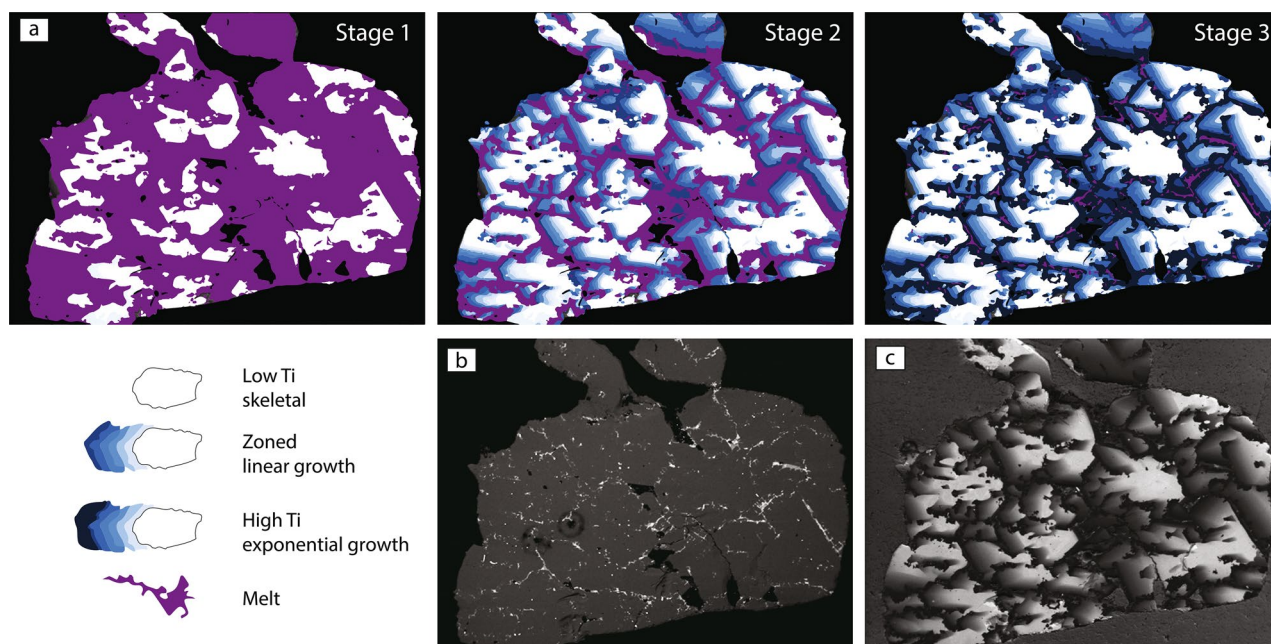 a
Stage 1
Stage 2
Stage 3
Low Ti
skeletal
Zoned
linear growth
High Ti
exponential growth
Melt
b
c